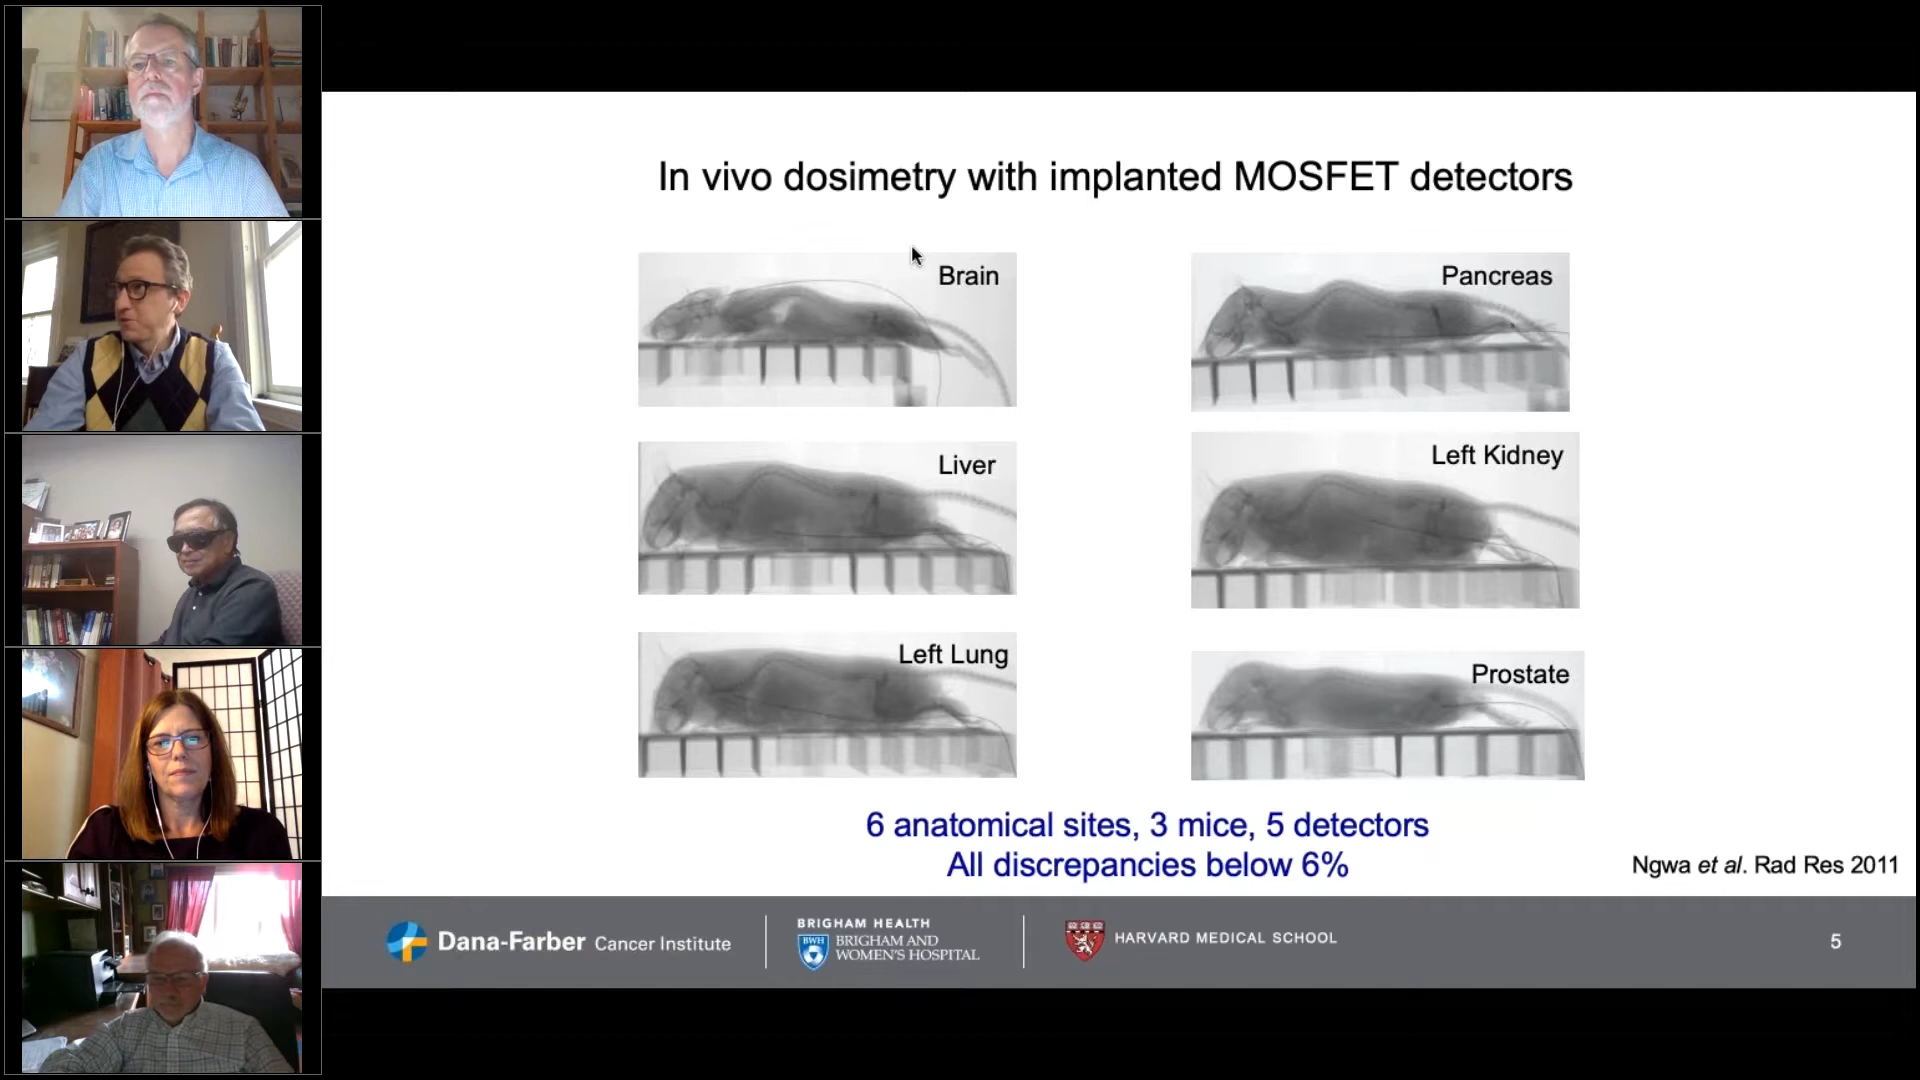 In vivo dosimetry with implanted MOSFET detectors
Brain
Pancreas
Liver
Left Kidney
Left Lung
Prostate
6 anatomical sites, 3 mice, 5 detectors
All discrepancies below 6%
Ngwa et al. Rad Res 2011
Dana-Farber Cancer Institute
BRIGHAM HEALTH
BWH
BRIGHAM AND
WOMEN'S HOSPITAL
HARVARD MEDICAL SCHOOL
5